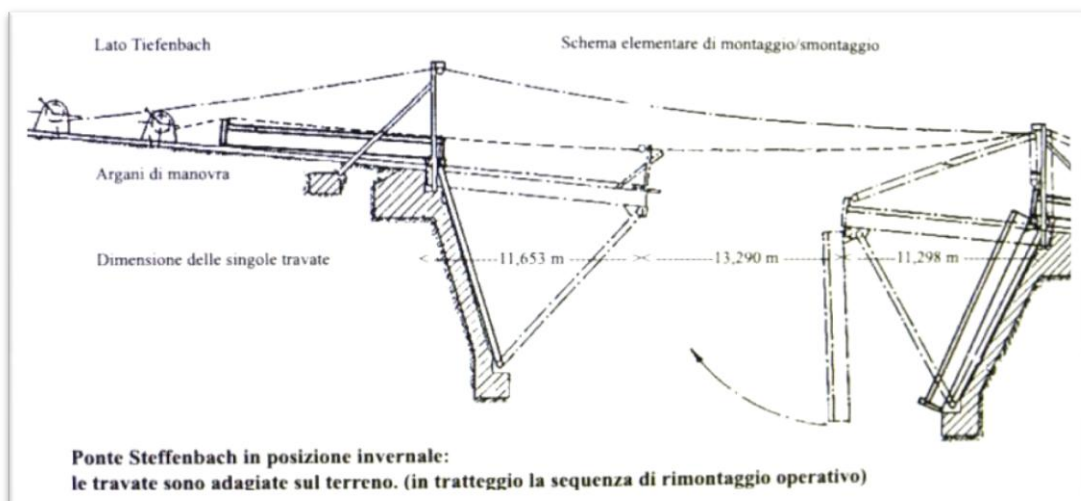 Lato Tiefenbach
Schema elementare di montaggio/smontaggio
Argani di manovra
Dimensione delle singole travate
11,653 m
13,290 m
11,298 m
Ponte Steffenbach in posizione invernale:
le travate sono adagiate sul terreno. (in tratteggio la sequenza di rimontaggio operativo)